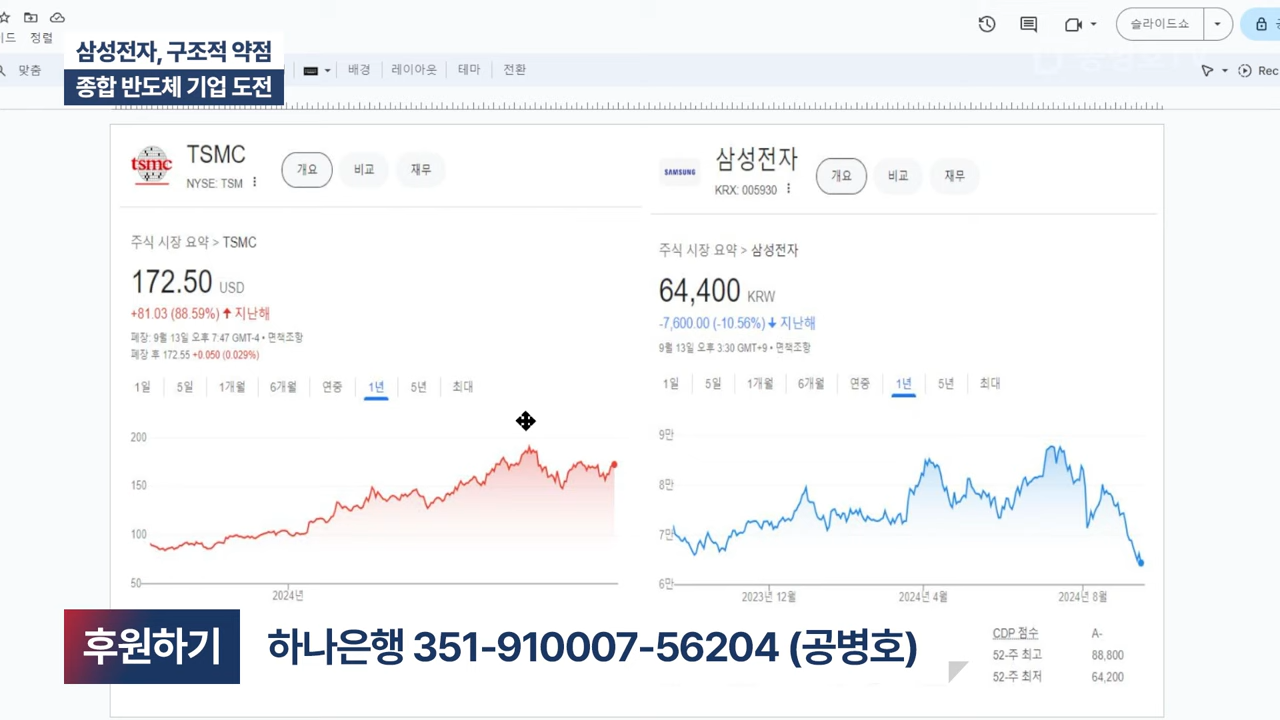 삼성전자, 구조적 약점
종합 반도체 기업 도전
이드 정렬
맞춤
배경 레이아웃 테마 전환
슬라이드쇼
Rec
공병호TV
tsmc
TSMC
NYSE: TSM
개요 비교 재무
주식 시장 요약 > TSMC
172.50 USD
+81.03 (88.59%) ↑ 지난해
폐장: 9월 13일 오후 7:47 GMT-4 • 면책조항
폐장 후 172.55 +0.050 (0.029%)
1일 5일 1개월 6개월 연중 1년 5년 최대
200
150
100
50
2024년
SAMSUNG
삼성전자
KRX: 005930
개요 비교 재무
주식 시장 요약 > 삼성전자
64,400 KRW
-7,600.00 (-10.56%) ↓ 지난해
9월 13일 오후 3:30 GMT+9 • 면책조항
1일 5일 1개월 6개월 연중 1년 5년 최대
9만
8만
7만
6만
2023년 12월 2024년 4월 2024년 8월
CDP 점수 A-
52-주 최고 88,800
52-주 최저 64,200
후원하기
하나은행 351-910007-56204 (공병호)